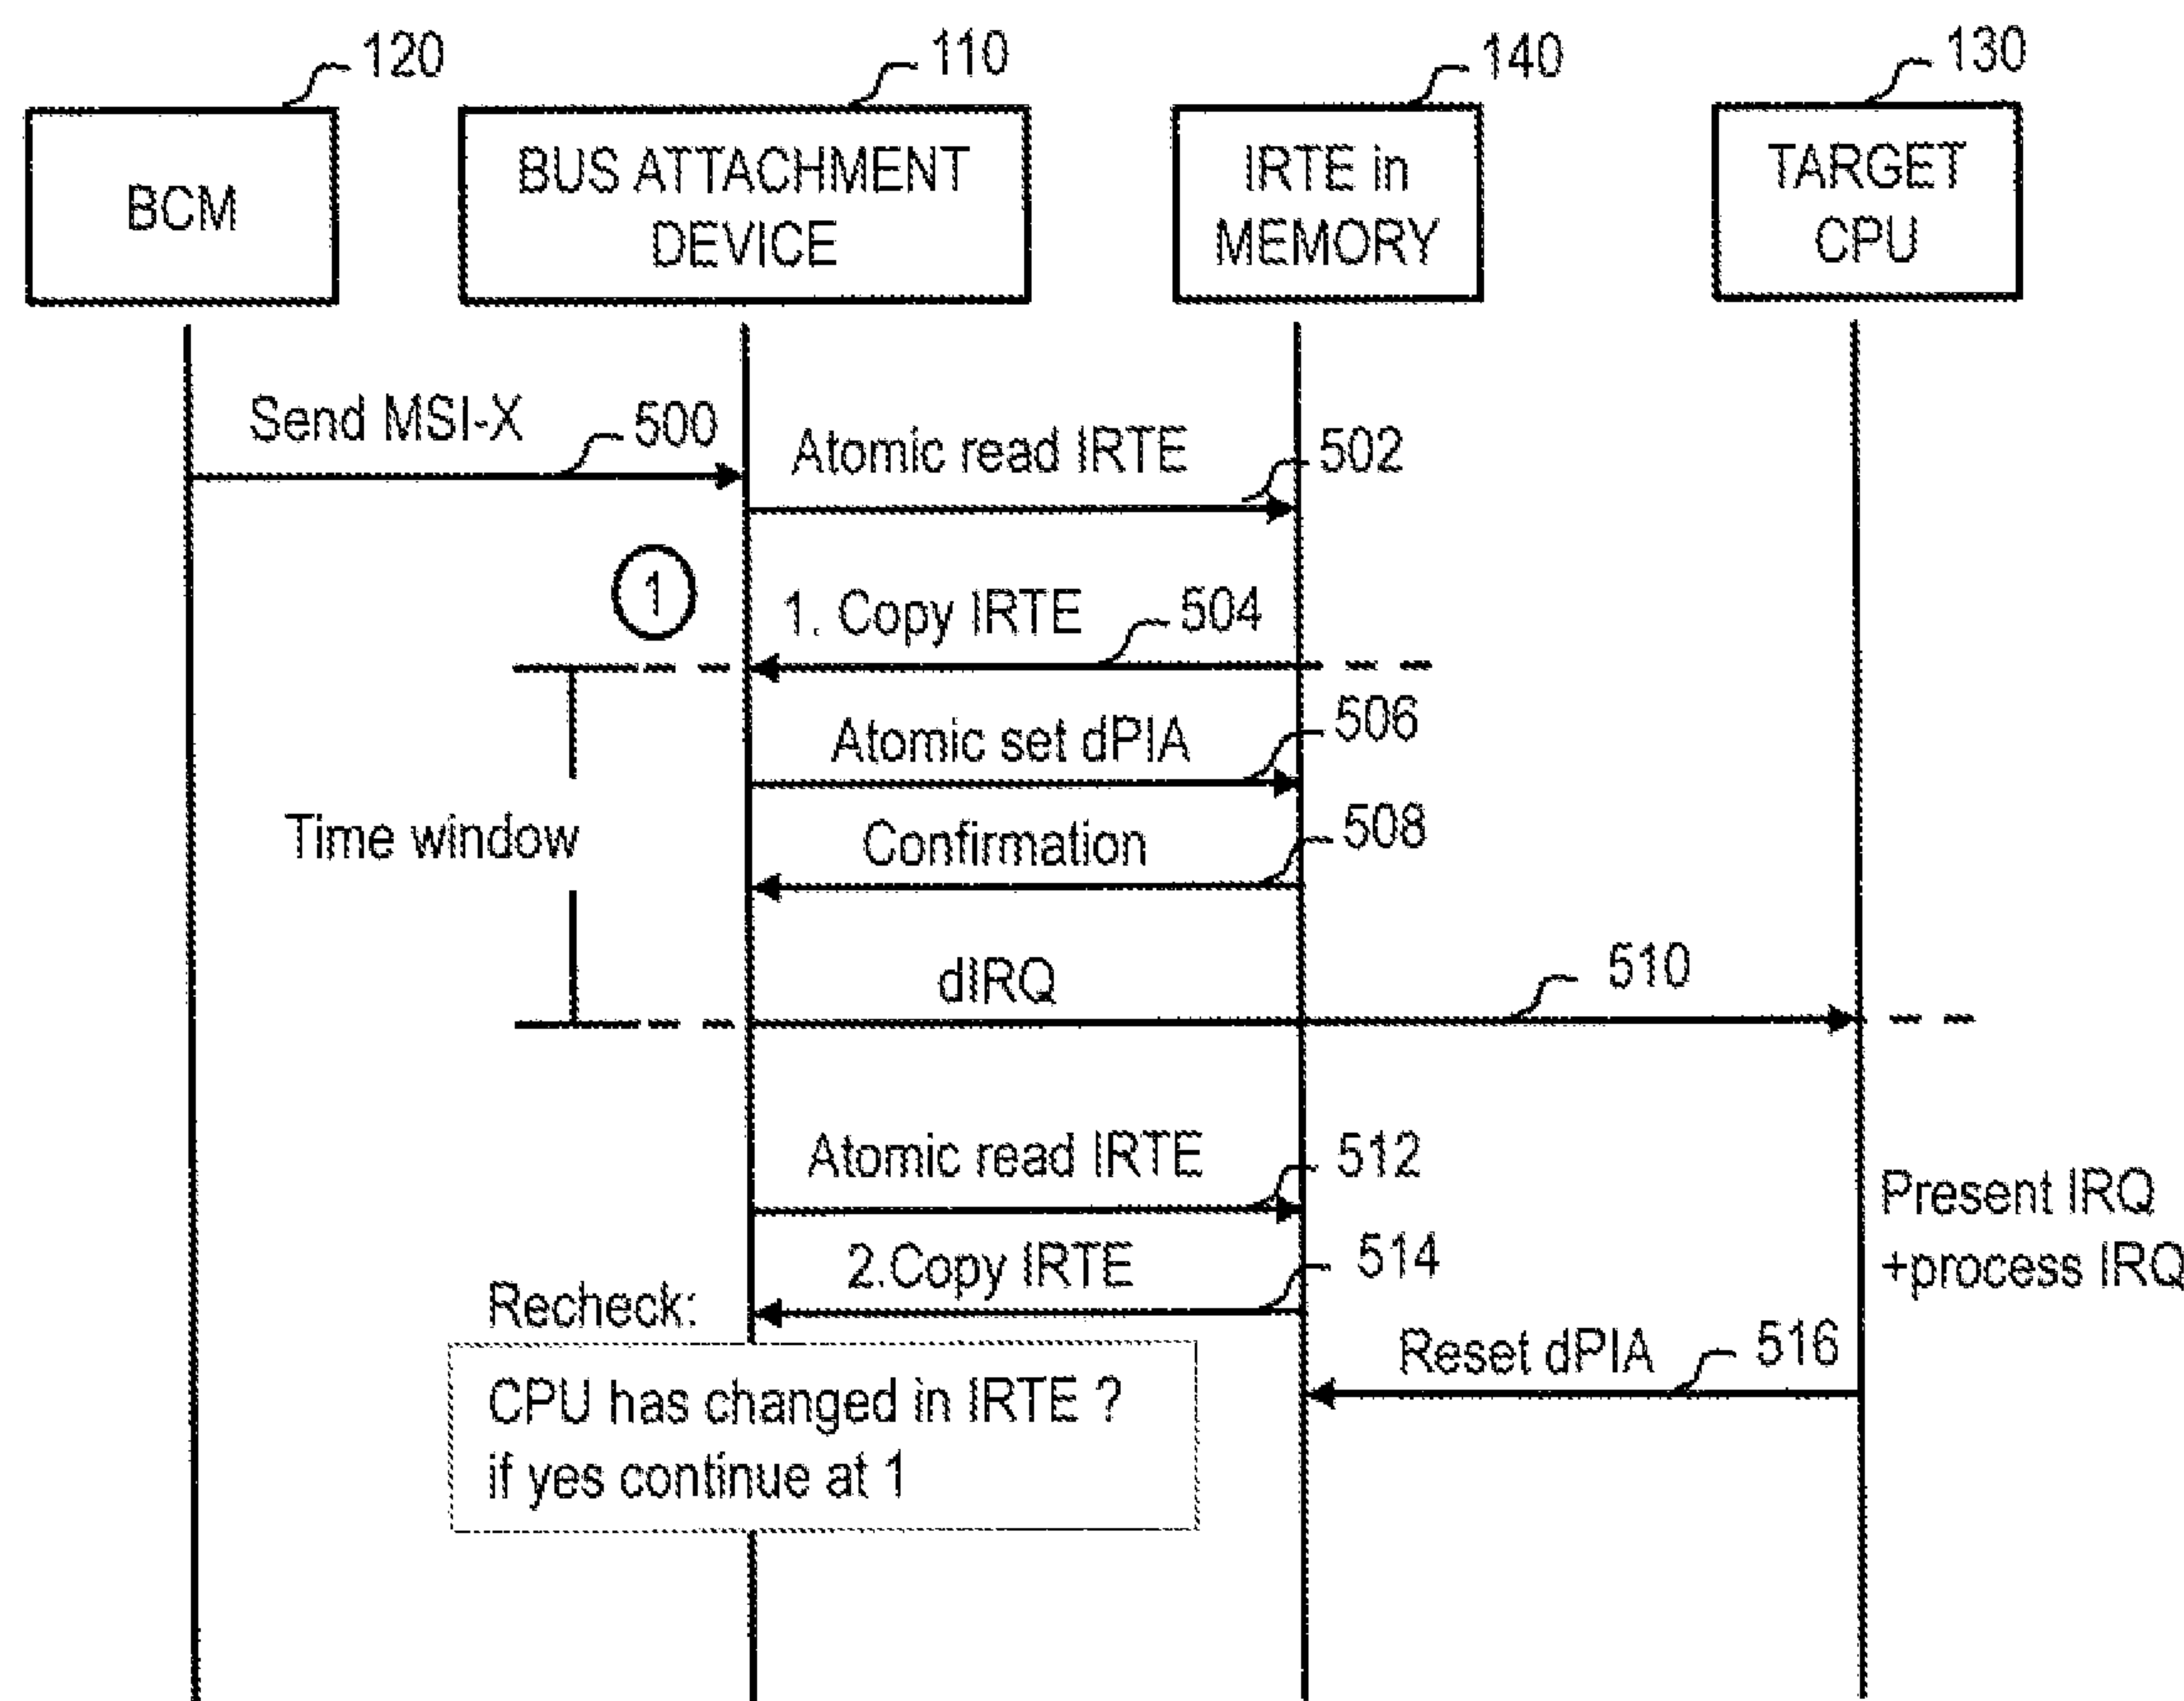 120
110
140
130
BCM
BUS ATTACHMENT
DEVICE
IRTE in
MEMORY
TARGET
CPU
Send MSI-X
500
Atomic read IRTE
502
1
1. Copy IRTE
504
Atomic set dPIA
506
Time window
Confirmation
508
dIRQ
510
Atomic read IRTE
512
Present IRQ
+process IRQ
2.Copy IRTE
514
Recheck:
Reset dPIA
516
CPU has changed in IRTE ?
if yes continue at 1